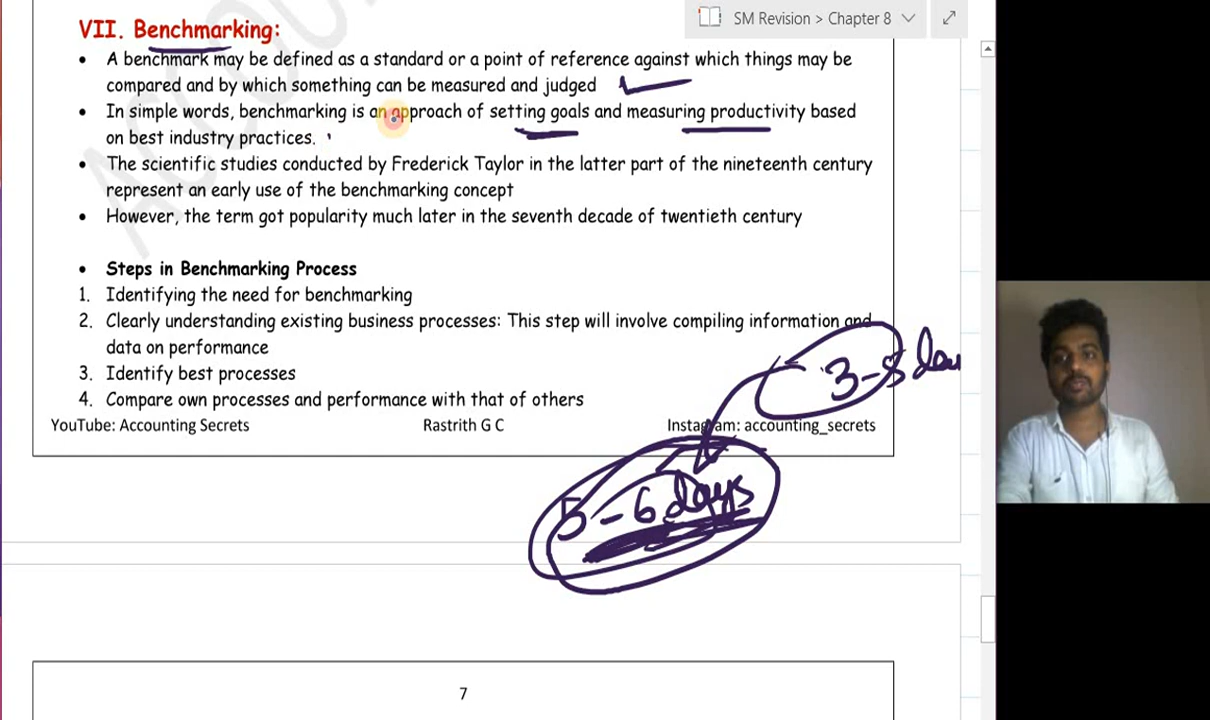 SM Revision > Chapter 8
VII. Benchmarking:
• A benchmark may be defined as a standard or a point of reference against which things may be
compared and by which something can be measured and judged
• In simple words, benchmarking is an approach of setting goals and measuring productivity based
on best industry practices.
• The scientific studies conducted by Frederick Taylor in the latter part of the nineteenth century
represent an early use of the benchmarking concept
• However, the term got popularity much later in the seventh decade of twentieth century
• Steps in Benchmarking Process
1. Identifying the need for benchmarking
2. Clearly understanding existing business processes: This step will involve compiling information and
data on performance
3. Identify best processes
4. Compare own processes and performance with that of others
3-8
YouTube: Accounting Secrets Rastrith G C Instagram: accounting_secrets
5-6 days
7